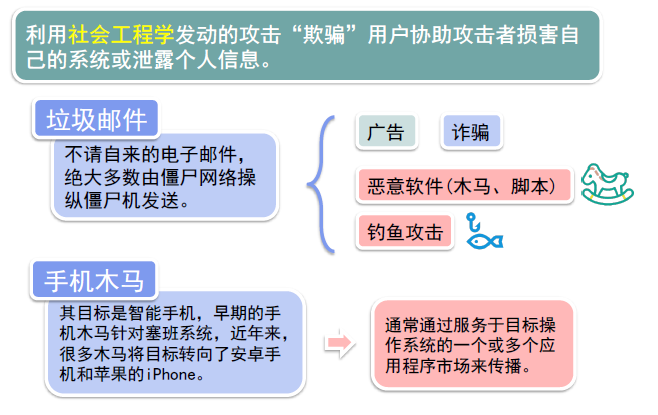 利用社会工程学发动的攻击“欺骗”用户协助攻击者损害自
己的系统或泄露个人信息。
垃圾邮件
不请自来的电子邮件，
绝大多数由僵尸网络操
纵僵尸机发送。
广告
诈骗
恶意软件(木马、脚本)
钓鱼攻击
手机木马
其目标是智能手机，早期的手
机木马针对塞班系统，近年来，
很多木马将目标转向了安卓手
机和苹果的iPhone。
通常通过服务于目标操
作系统的一个或多个应
用程序市场来传播。